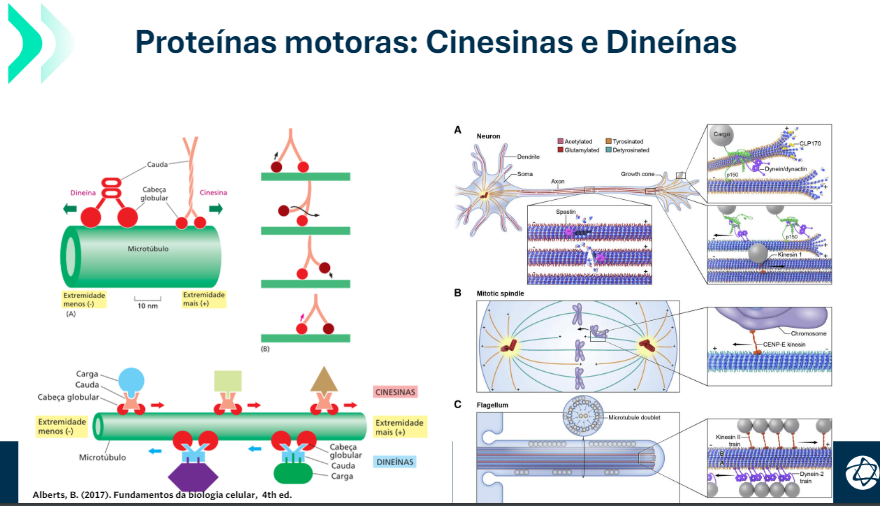 Proteínas motoras: Cinesinas e Dineínas
Cauda
Dineína
Cabeça
globular
Cinesina
Microtúbulo
Extremidade
menos (-)
(A)
10 nm
Extremidade
mais (+)
(B)
Carga
Cauda
Cabeça globular
CINESINAS
Extremidade
menos (-)
Extremidade
mais (+)
Microtúbulo
Cabeça
globular
Cauda
Carga
DINEÍNAS
Alberts, B. (2017). Fundamentos da biologia celular, 4th ed.
A
Neuron
Acetylated
Tyrosinated
Glutamylated
Detyrosinated
Dendrite
Soma
Axon
Growth cone
Spastin
Cargo
CLP170
p150
Dynein/dynactin
p150
Kinesin 1
B
Mitotic spindle
Chromosome
CENP-E kinesin
C
Flagellum
Microtubule doublet
Kinesin II
train
B
A
Dynein-2
train